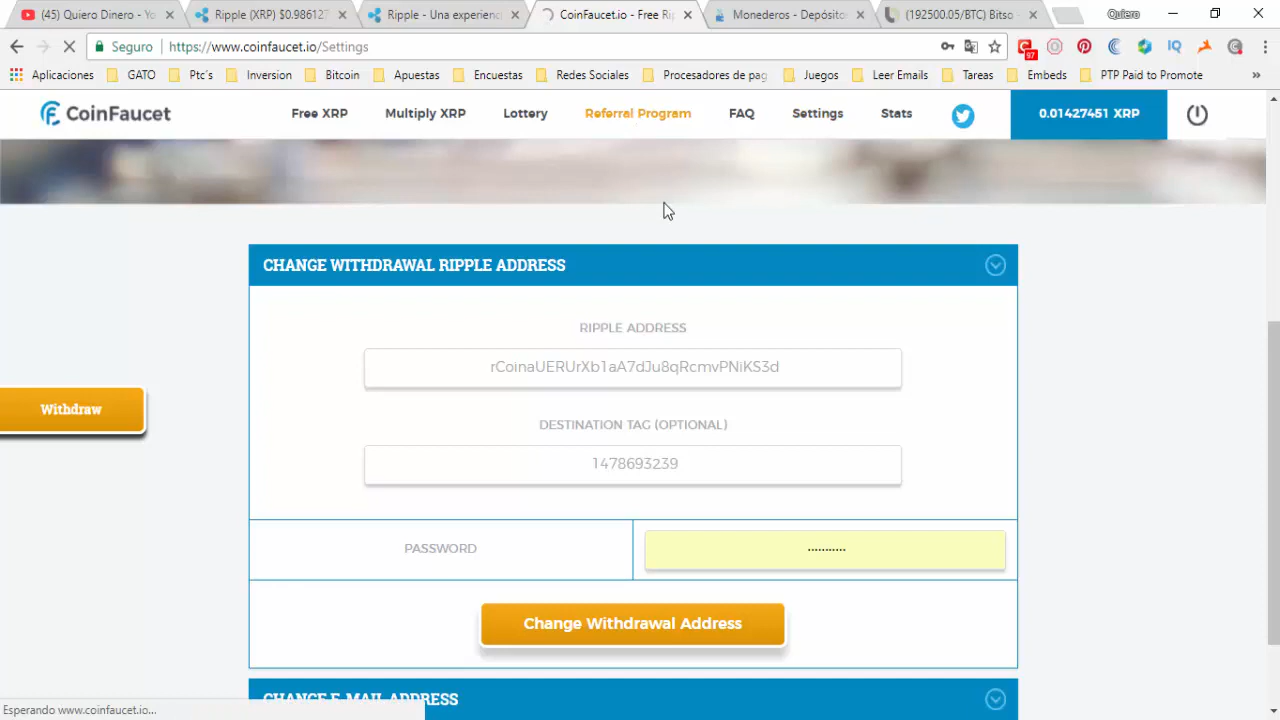 (45) Quiero Dinero - Yo
Ripple (XRP) $0.98612
Ripple - Una experienci
CoinFaucet.io - Free Ri
Monederos - Depósito
(192500.05/BTC) Bitso -
Quiero
Seguro
https://www.coinfaucet.io/Settings
97
IQ
Aplicaciones
GATO
Ptc's
Inversion
Bitcoin
Apuestas
Encuestas
Redes Sociales
Procesadores de pag
Juegos
Leer Emails
Tareas
Embeds
PTP Paid to Promote
»
CoinFaucet
Free XRP
Multiply XRP
Lottery
Referral Program
FAQ
Settings
Stats
0.01427451 XRP
CHANGE WITHDRAWAL RIPPLE ADDRESS
RIPPLE ADDRESS
rCoinaUERUrXb1aA7dJu8qRcmvPNiKS3d
Withdraw
DESTINATION TAG (OPTIONAL)
1478693239
PASSWORD
···········
Change Withdrawal Address
CHANGE E-MAIL ADDRESS
Esperando www.coinfaucet.io...